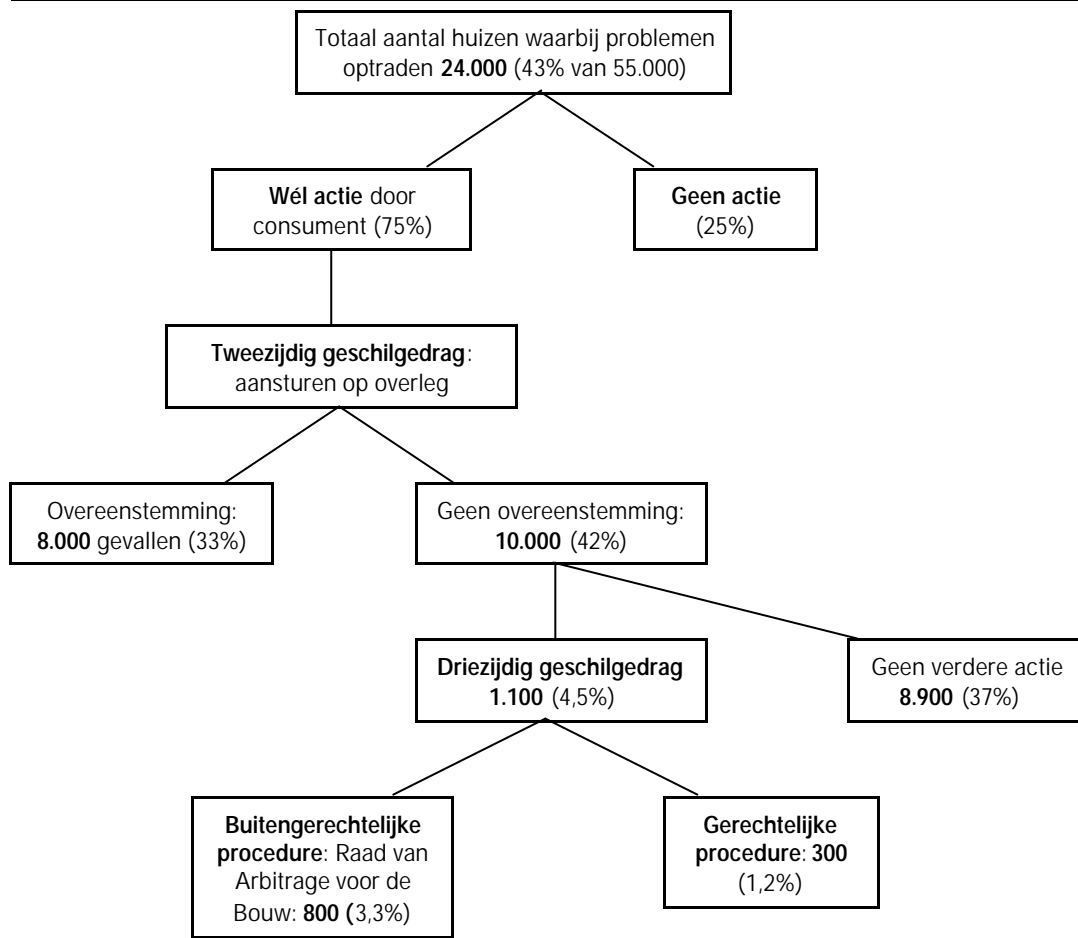 Totaal aantal huizen waarbij problemen
optraden 24.000 (43% van 55.000)
Wél actie door
consument (75%)
Geen actie
(25%)
Tweezijdig geschilgedrag:
aansturen op overleg
Overeenstemming:
8.000 gevallen (33%)
Geen overeenstemming:
10.000 (42%)
Driezijdig geschilgedrag
1.100 (4,5%)
Geen verdere actie
8.900 (37%)
Buitengerechtelijke
procedure: Raad van
Arbitrage voor de
Bouw: 800 (3,3%)
Gerechtelijke
procedure: 300
(1,2%)